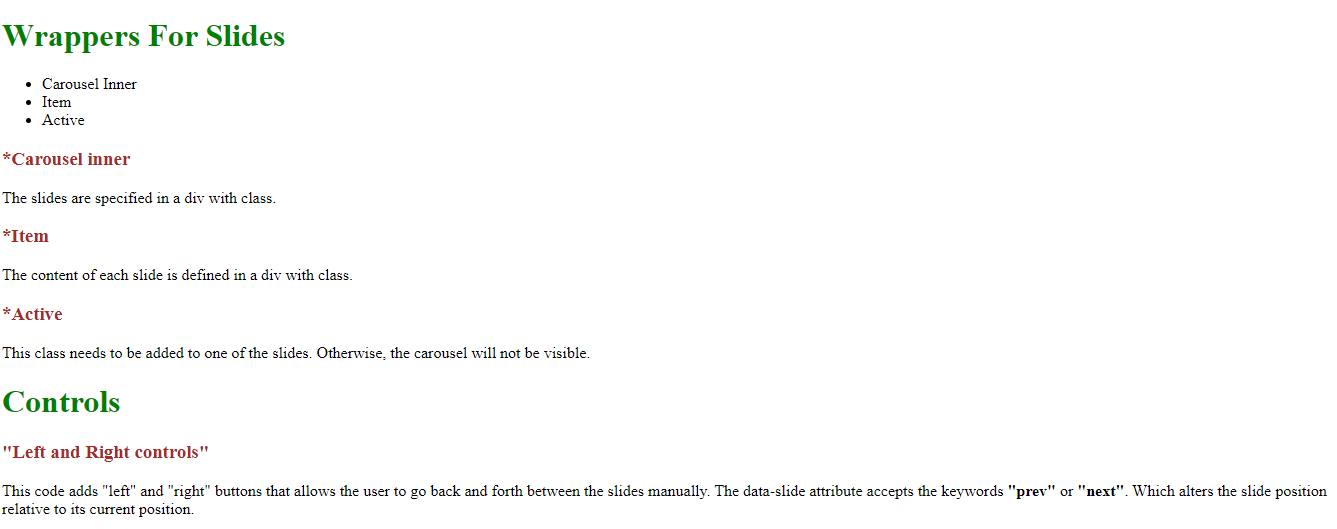 Wrappers For Slides
• Carousel Inner
• Item
• Active
*Carousel inner
The slides are specified in a div with class.
*Item
The content of each slide is defined in a div with class.
*Active
This class needs to be added to one of the slides. Otherwise, the carousel will not be visible.
Controls
"Left and Right controls"
This code adds "left" and "right" buttons that allows the user to go back and forth between the slides manually. The data-slide attribute accepts the keywords "prev" or "next". Which alters the slide position
relative to its current position.